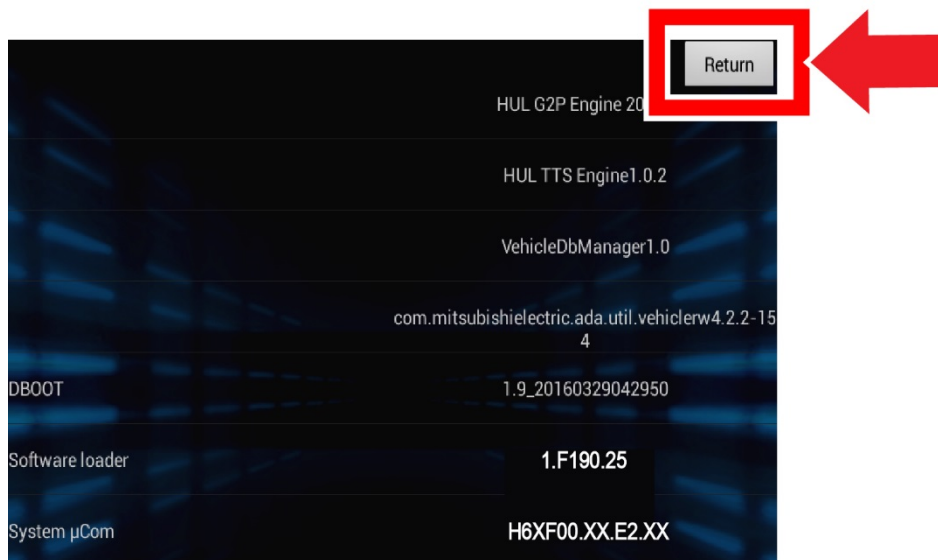 Return
HUL G2P Engine 20
HUL TTS Engine1.0.2
VehicleDbManager1.0
com.mitsubishielectric.ada.util.vehiclerw4.2.2-15
4
DBOOT 1.9_20160329042950
Software loader 1.F190.25
System µCom H6XF00.XX.E2.XX